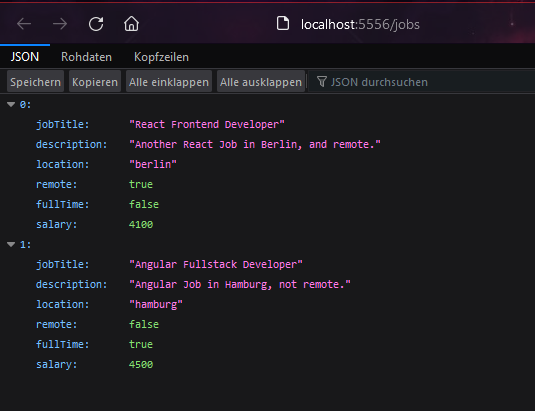 localhost:5556/jobs
JSON Rohdaten Kopfzeilen
Speichern Kopieren Alle einklappen Alle ausklappen JSON durchsuchen
0:
jobTitle: "React Frontend Developer"
description: "Another React Job in Berlin, and remote."
location: "berlin"
remote: true
fullTime: false
salary: 4100
1:
jobTitle: "Angular Fullstack Developer"
description: "Angular Job in Hamburg, not remote."
location: "hamburg"
remote: false
fullTime: true
salary: 4500